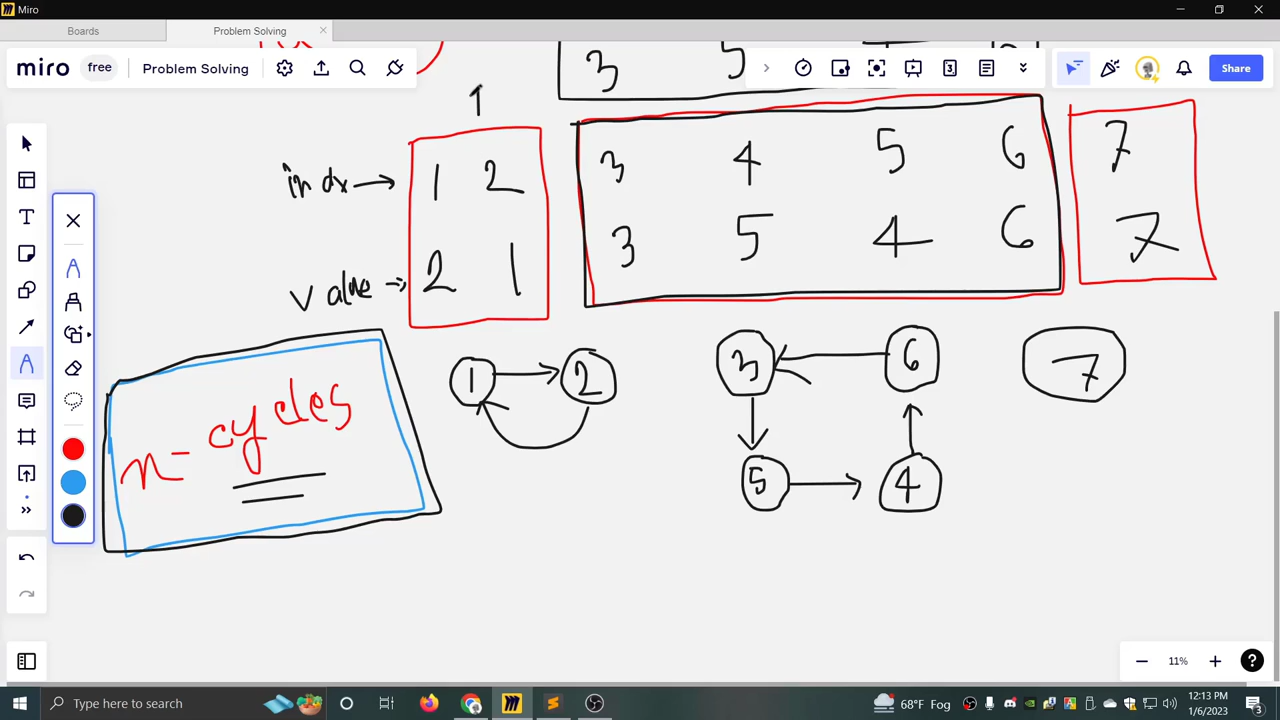 Miro
Boards
Problem Solving
miro free Problem Solving
Share
3 5
1
indx 1 2 3 4 5 6 7
value 2 1 3 5 4 6 7
n - cycles
1 2 3 6 7
5 4
11%
Type here to search
68°F Fog
12:13 PM
1/6/2023
3